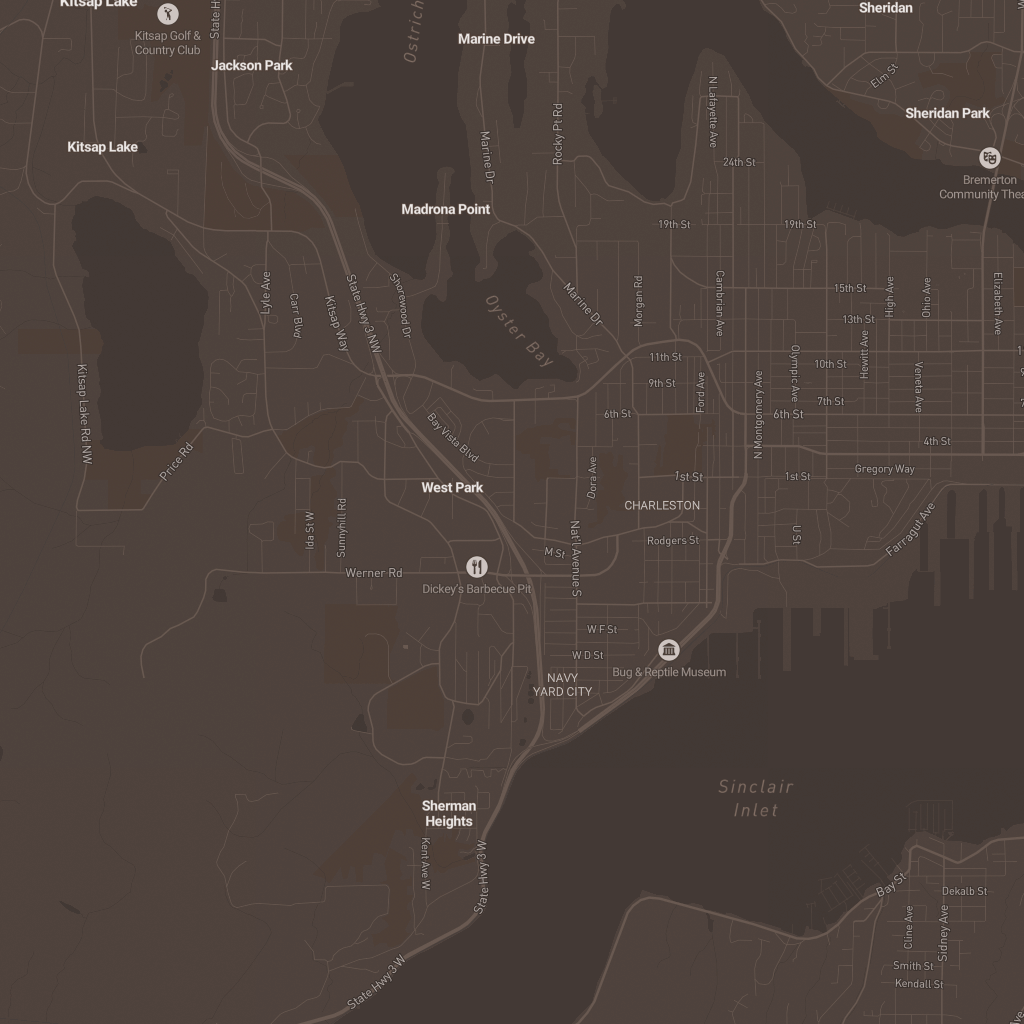 Kitsap Lake
State H
Ostrich
Sheridan
Kitsap Golf &
Country Club
Marine Drive
Jackson Park
Elm St
N Lafayette Ave
Sheridan Park
Rocky Pt Rd
Kitsap Lake
Marine Dr
24th St
Bremerton
Community Thea
Madrona Point
19th St
19th St
Lyle Ave
Carr Blvd
Kitsap Way
State Hwy 3 NW
Shorewood Dr
Oyster Bay
Marine Dr
Morgan Rd
Cambrian Ave
15th St
High Ave
Ohio Ave
Elizabeth Ave
13th St
Hewitt Ave
11th St
10th St
Olympic Ave
Kitsap Lake Rd NW
9th St
Ford Ave
N Montgomery Ave
Veneta Ave
7th St
6th St
6th St
Bay Vista Blvd
4th St
Price Rd
Gregory Way
Dora Ave
1st St
1st St
West Park
CHARLESTON
Ida St W
Sunnyhill Rd
Farragut Ave
U St
Rodgers St
M St
Nat'l Avenue S
Werner Rd
Dickey's Barbecue Pit
W F St
W D St
Bug & Reptile Museum
NAVY
YARD CITY
Sinclair
Inlet
Sherman
Heights
Kent Ave W
State Hwy 3 W
Bay St
Dekalb St
Cline Ave
Sidney Ave
Smith St
Kendall St
State Hwy 3 W